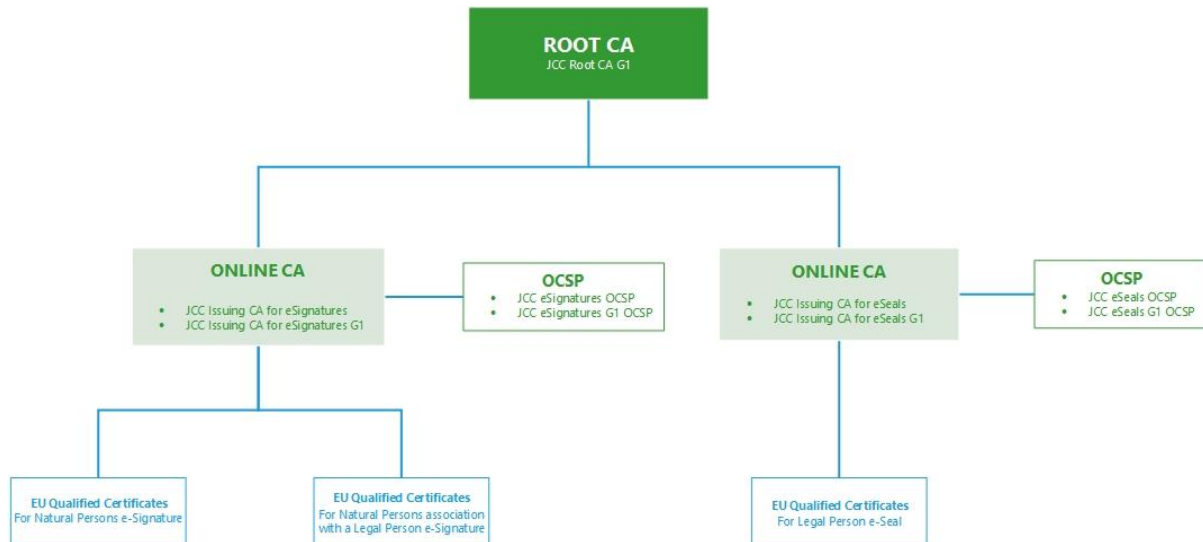 ROOT CA
JCC Root CA G1
ONLINE CA
• JCC Issuing CA for eSignatures
• JCC Issuing CA for eSignatures G1
OCSP
• JCC eSignatures OCSP
• JCC eSignatures G1 OCSP
ONLINE CA
• JCC Issuing CA for eSeals
• JCC Issuing CA for eSeals G1
OCSP
• JCC eSeals OCSP
• JCC eSeals G1 OCSP
EU Qualified Certificates
For Natural Persons e-Signature
EU Qualified Certificates
For Natural Persons association
with a Legal Person e-Signature
EU Qualified Certificates
For Legal Person e-Seal